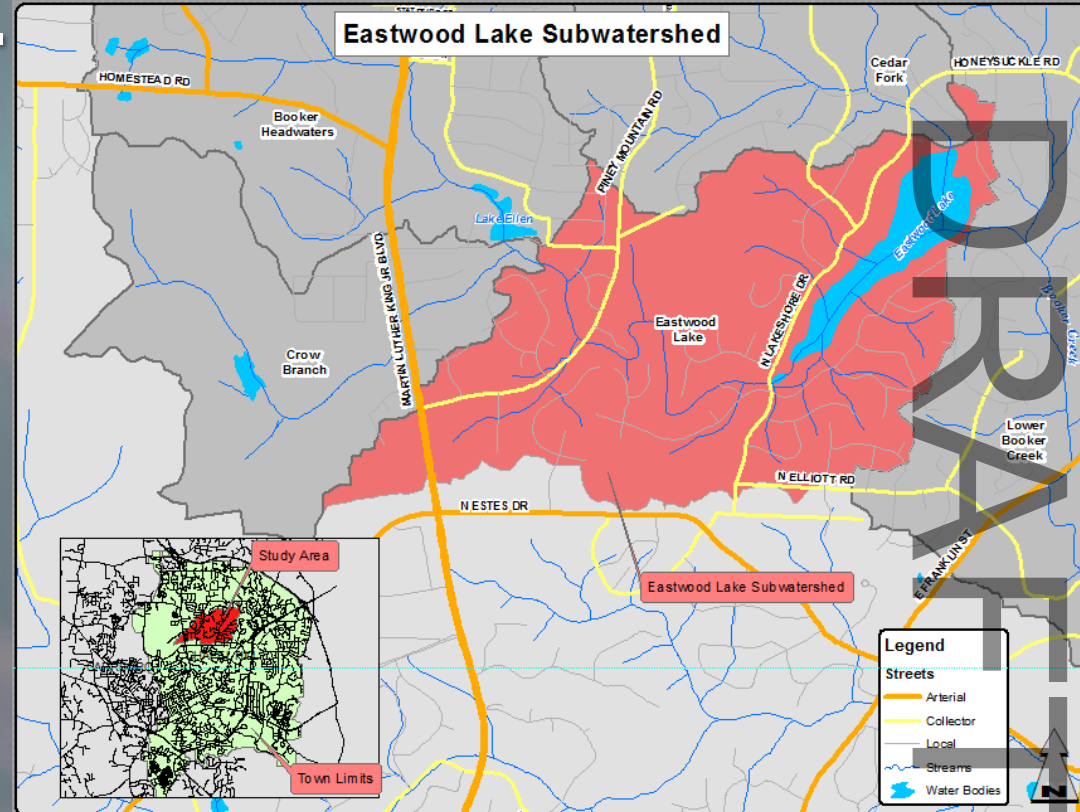 Eastwood Lake Subwatershed
HOMESTEAD RD
Booker
Headwaters
PINEY MOUNTAIN RD
Cedar
Fork
HONEYSUCKLE RD
Lake Ellen
Eastwood Lake
MARTIN LUTHER KING JR BLVD
Crow
Branch
Eastwood
Lake
N LAKESHORE DR
Booker Creek
Lower
Booker
Creek
N ELLIOTT RD
N ESTES DR
E FRANKLIN ST
Eastwood Lake Subwatershed
Study Area
Town Limits
Legend
Streets
Arterial
Collector
Local
Streams
Water Bodies
N
DRAFT